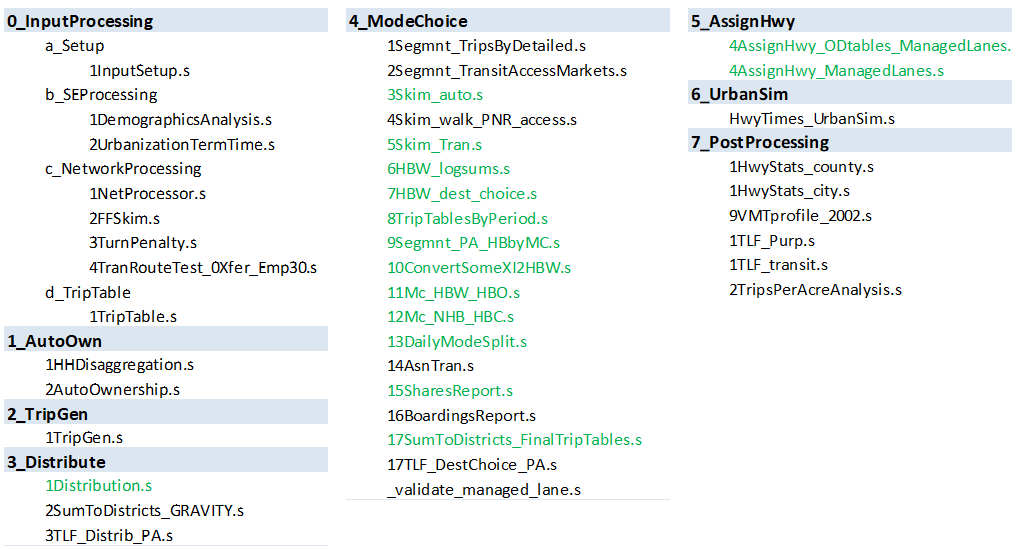 0_InputProcessing
a_Setup
1InputSetup.s
b_SEProcessing
1DemographicsAnalysis.s
2UrbanizationTermTime.s
c_NetworkProcessing
1NetProcessor.s
2FFSkim.s
3TurnPenalty.s
4TranRouteTest_0Xfer_Emp30.s
d_TripTable
1TripTable.s
1_AutoOwn
1HHDisaggregation.s
2AutoOwnership.s
2_TripGen
1TripGen.s
3_Distribute
1Distribution.s
2SumToDistricts_GRAVITY.s
3TLF_Distrib_PA.s
4_ModeChoice
1Segmnt_TripsByDetailed.s
2Segmnt_TransitAccessMarkets.s
3Skim_auto.s
4Skim_walk_PNR_access.s
5Skim_Tran.s
6HBW_logsums.s
7HBW_dest_choice.s
8TripTablesByPeriod.s
9Segmnt_PA_HBbyMC.s
10ConvertSomeXI2HBW.s
11Mc_HBW_HBO.s
12Mc_NHB_HBC.s
13DailyModeSplit.s
14AsnTran.s
15SharesReport.s
16BoardingsReport.s
17SumToDistricts_FinalTripTables.s
17TLF_DestChoice_PA.s
_validate_managed_lane.s
5_AssignHwy
4AssignHwy_ODtables_ManagedLanes.
4AssignHwy_ManagedLanes.s
6_UrbanSim
HwyTimes_UrbanSim.s
7_PostProcessing
1HwyStats_county.s
1HwyStats_city.s
9VMTprofile_2002.s
1TLF_Purp.s
1TLF_transit.s
2TripsPerAcreAnalysis.s